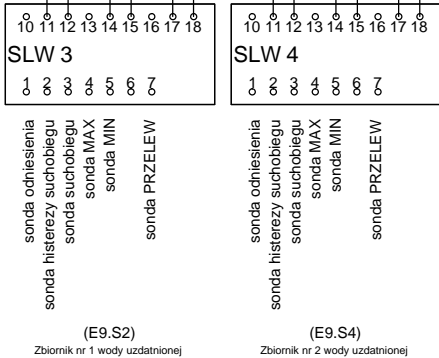 10 11 12 13 14 15 16 17 18
SLW 3
1 2 3 4 5 6 7
sonda odniesienia
sonda histerezy suchobiegu
sonda suchobiegu
sonda MAX
sonda MIN
sonda PRZELEW
(E9.S2)
Zbiornik nr 1 wody uzdatnionej
10 11 12 13 14 15 16 17 18
SLW 4
1 2 3 4 5 6 7
sonda odniesienia
sonda histerezy suchobiegu
sonda suchobiegu
sonda MAX
sonda MIN
sonda PRZELEW
(E9.S4)
Zbiornik nr 2 wody uzdatnionej